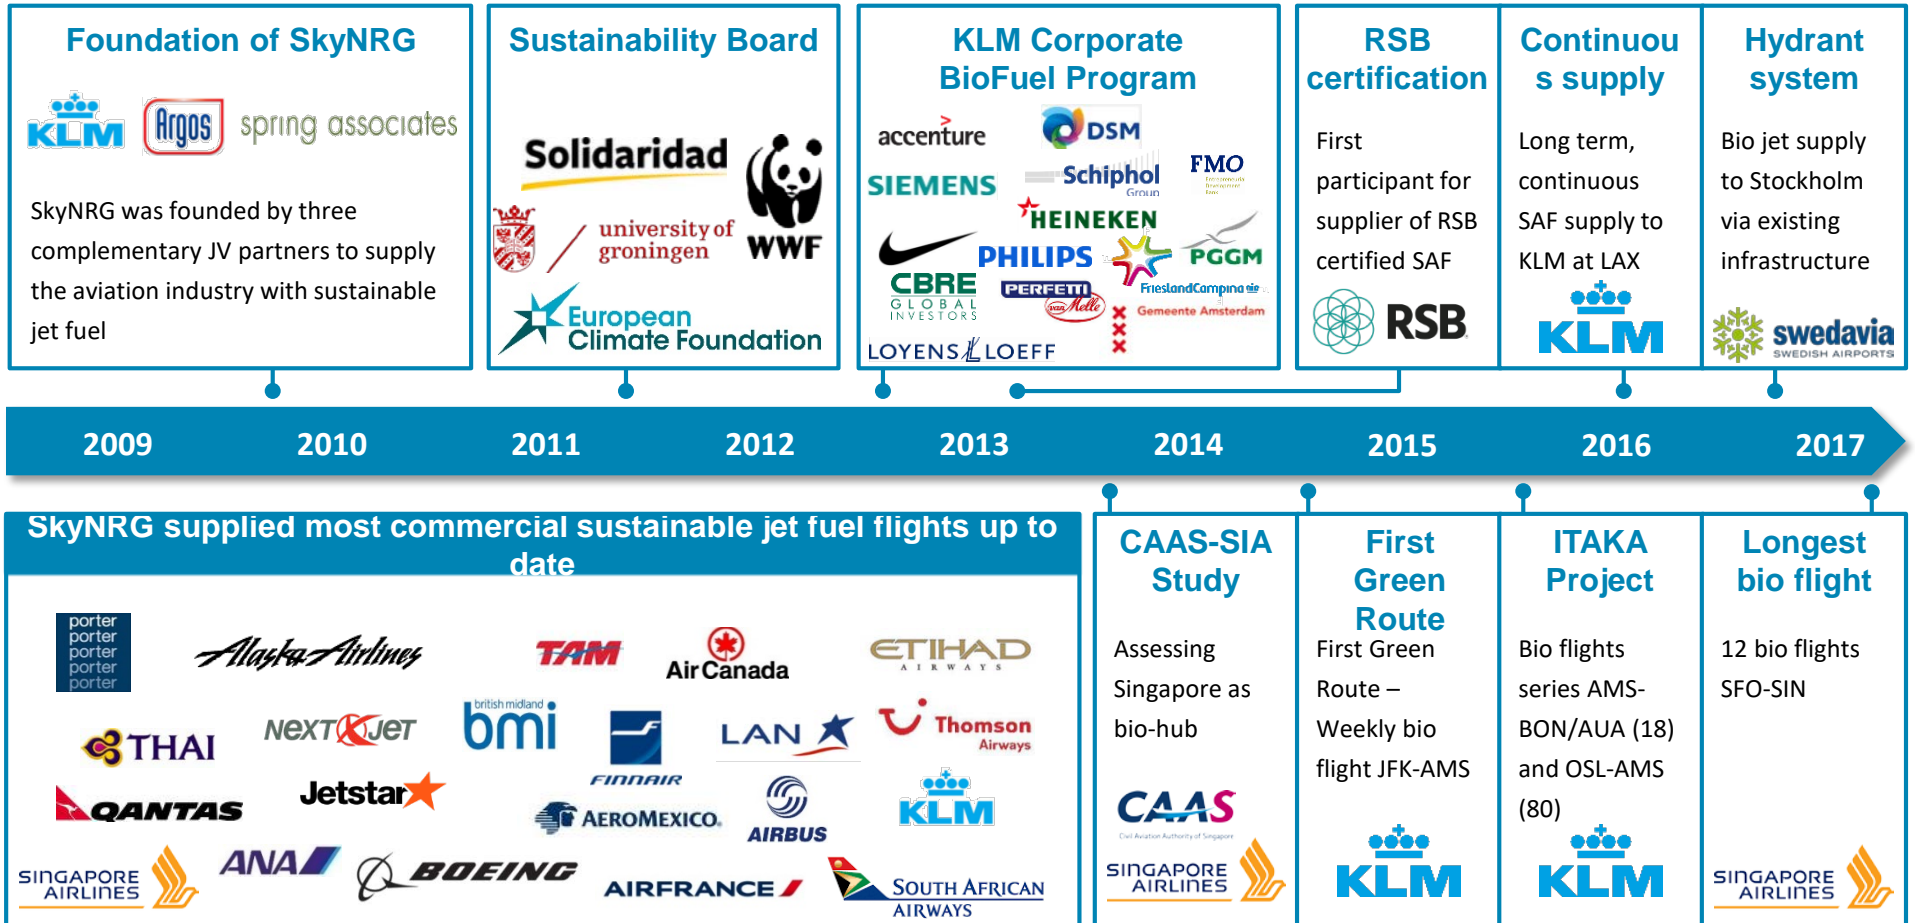 Foundation of SkyNRG
KLM
Argos
spring associates
SkyNRG was founded by three
complementary JV partners to supply
the aviation industry with sustainable
jet fuel
Sustainability Board
Solidaridad
WWF
university of
groningen
European
Climate Foundation
KLM Corporate
BioFuel Program
accenture
DSM
SIEMENS
Schiphol
Group
FMO
Entrepreneurial
Development
Bank
HEINEKEN
PHILIPS
PGGM
CBRE
GLOBAL
INVESTORS
PERFETTI
van Melle
FrieslandCampina
Gemeente Amsterdam
LOYENS LOEFF
RSB
certification
First
participant for
supplier of RSB
certified SAF
RSB
Continuou
s supply
Long term,
continuous
SAF supply to
KLM at LAX
KLM
Hydrant
system
Bio jet supply
to Stockholm
via existing
infrastructure
swedavia
SWEDISH AIRPORTS
2009 2010 2011 2012 2013 2014 2015 2016 2017
SkyNRG supplied most commercial sustainable jet fuel flights up to
date
porter
porter
porter
porter
porter
Alaska Airlines
TAM
Air Canada
ETIHAD
AIRWAYS
THAI
NEXTJET
british midland
bmi
FINNAIR
LAN
Thomson
Airways
QANTAS
Jetstar
AEROMEXICO
AIRBUS
KLM
SINGAPORE
AIRLINES
ANA
BOEING
AIRFRANCE
SOUTH AFRICAN
AIRWAYS
CAAS-SIA
Study
Assessing
Singapore as
bio-hub
CAAS
Civil Aviation Authority of Singapore
SINGAPORE
AIRLINES
First
Green
Route
First Green
Route –
Weekly bio
flight JFK-AMS
KLM
ITAKA
Project
Bio flights
series AMS-
BON/AUA (18)
and OSL-AMS
(80)
KLM
Longest
bio flight
12 bio flights
SFO-SIN
SINGAPORE
AIRLINES